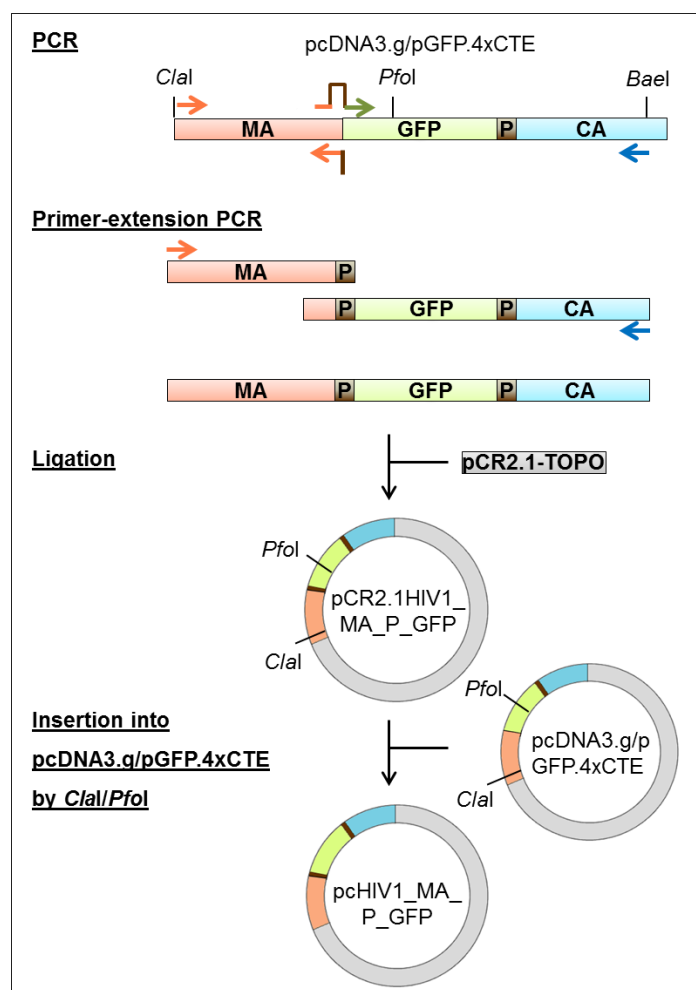 PCR
pcDNA3.g/pGFP.4xCTE
ClaI
PfoI
BaeI
MA
GFP
P
CA
Primer-extension PCR
MA
P
P
GFP
P
CA
MA
P
GFP
P
CA
Ligation
pCR2.1-TOPO
PfoI
pCR2.1HIV1_
MA_P_GFP
ClaI
Insertion into
pcDNA3.g/pGFP.4xCTE
by ClaI/PfoI
PfoI
pcDNA3.g/p
GFP.4xCTE
ClaI
pcHIV1_MA_
P_GFP